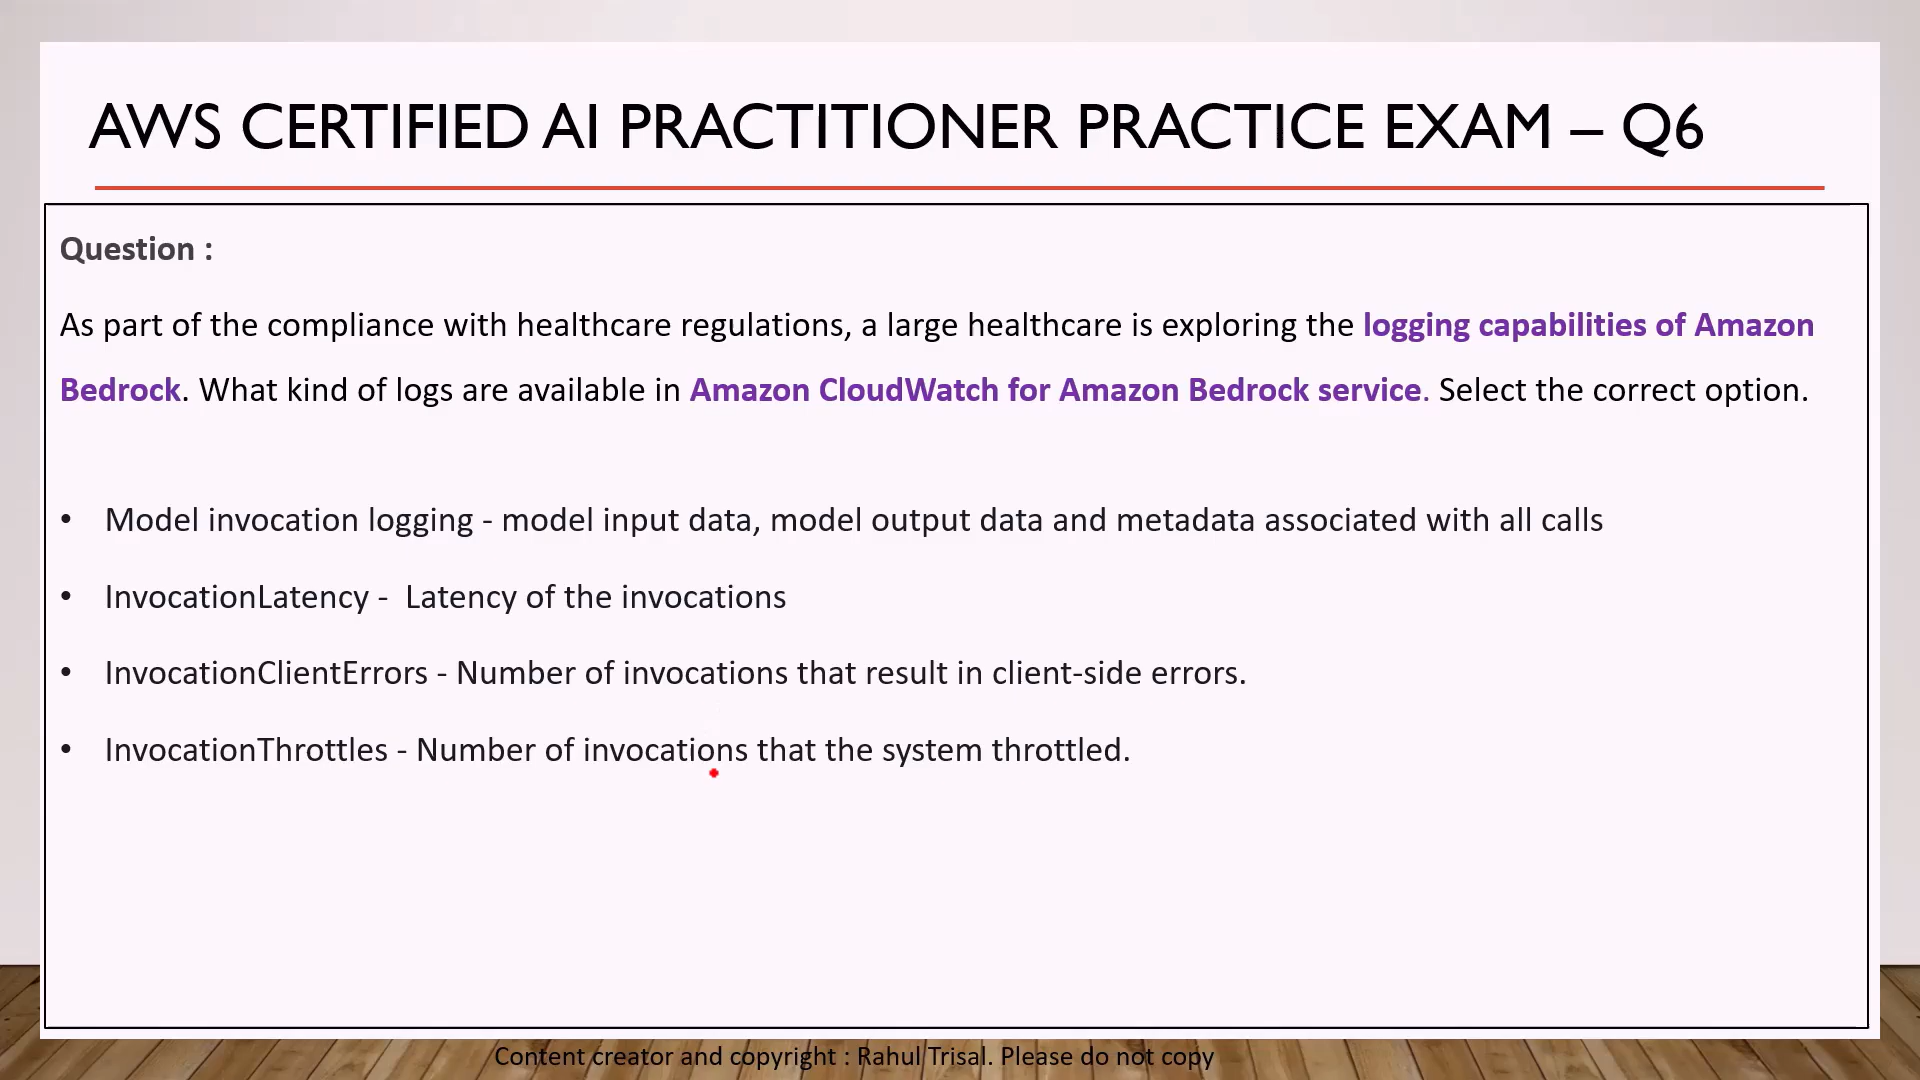 AWS CERTIFIED AI PRACTITIONER PRACTICE EXAM – Q6
Question :
As part of the compliance with healthcare regulations, a large healthcare is exploring the logging capabilities of Amazon
Bedrock. What kind of logs are available in Amazon CloudWatch for Amazon Bedrock service. Select the correct option.
• Model invocation logging - model input data, model output data and metadata associated with all calls
• InvocationLatency - Latency of the invocations
• InvocationClientErrors - Number of invocations that result in client-side errors.
• InvocationThrottles - Number of invocations that the system throttled.
Content creator and copyright : Rahul Trisal. Please do not copy